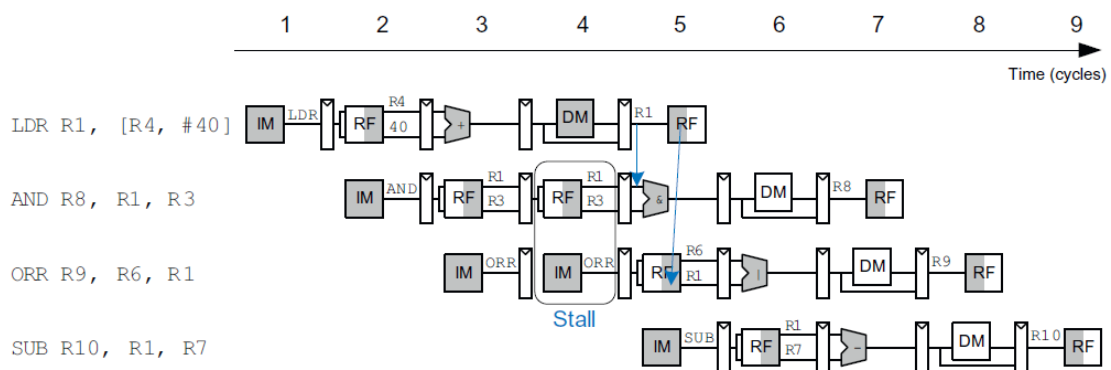 1 2 3 4 5 6 7 8 9
Time (cycles)
LDR R1, [R4, #40] IM LDR RF R4 40 + DM R1 RF
AND R8, R1, R3 IM AND RF R1 R3 RF R1 R3 & DM R8 RF
ORR R9, R6, R1 IM ORR IM ORR RF R6 R1 | DM R9 RF
Stall
SUB R10, R1, R7 IM SUB RF R1 R7 - DM R10 RF